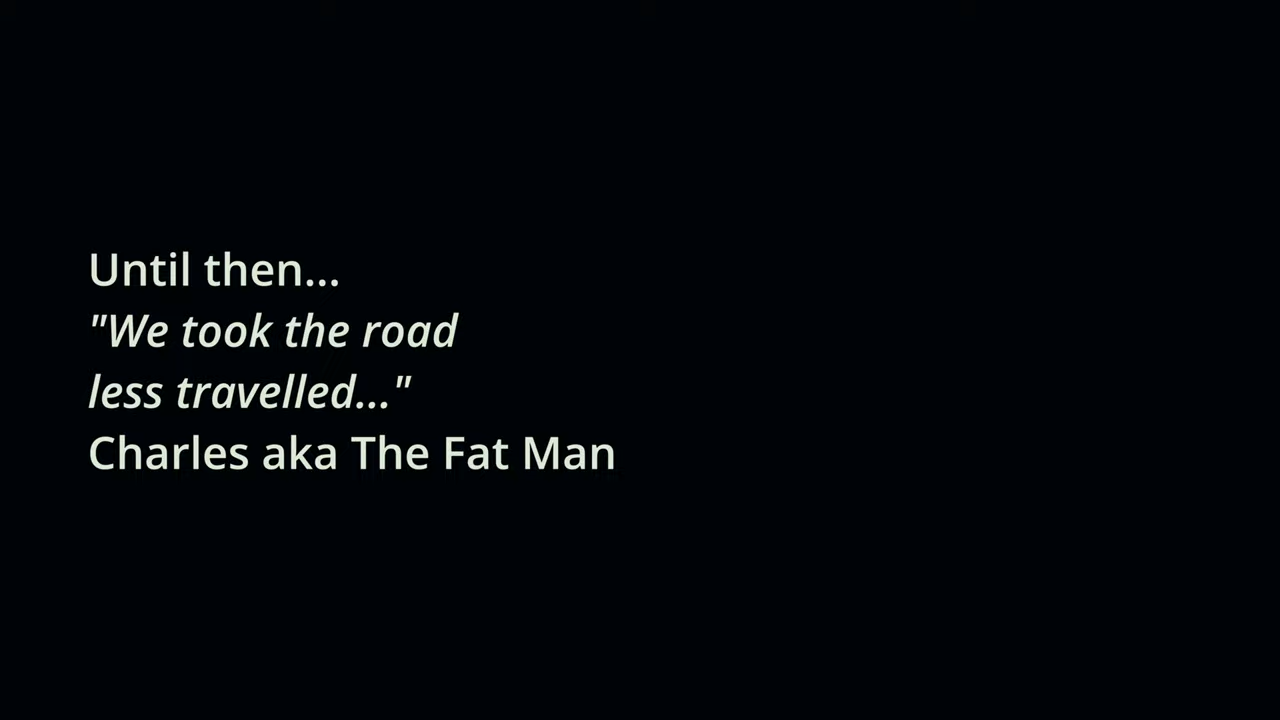 Until then...
"We took the road
less travelled..."
Charles aka The Fat Man